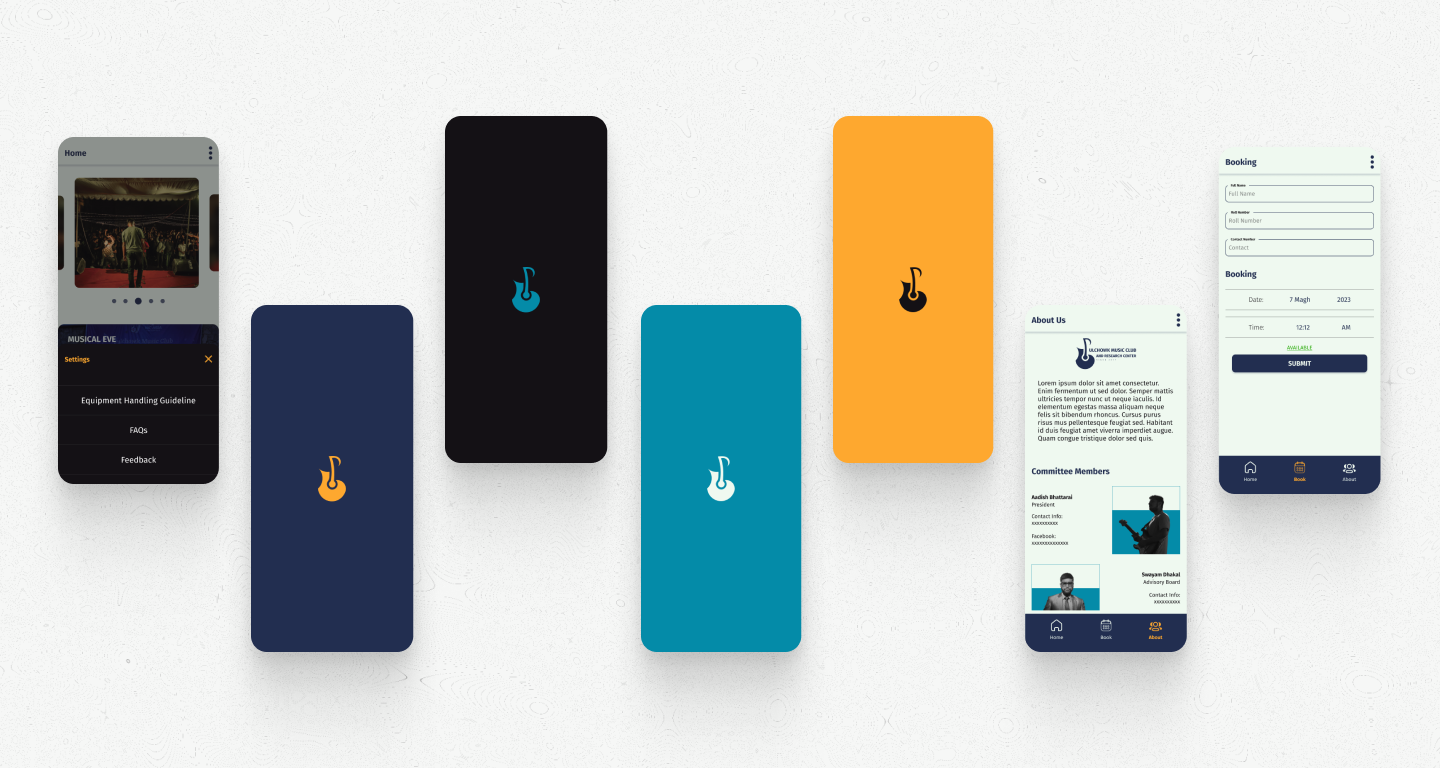 Home
MUSICAL EVE
Settings
Equipment Handling Guideline
FAQs
Feedback
About Us
ULCHOWK MUSIC CLUB
AND RESEARCH CENTER
Lorem ipsum dolor sit amet consectetur.
Enim fermentum ut sed dolor. Semper mattis
ultricies tempor nunc ut neque iaculis. Id
elementum egestas massa aliquam neque
felis sit bibendum rhoncus. Cursus purus
risus mus pellentesque feugiat sed. Habitant
id duis feugiat amet viverra imperdiet augue.
Quam congue tristique dolor sed quis.
Committee Members
Aadish Bhattarai
President
Contact Info:
xxxxxxxxxx
Facebook:
xxxxxxxxxxxxxx
Swayam Dhakal
Advisory Board
Contact Info:
xxxxxxxxxx
Home Book About
Booking
Full Name
Full Name
Roll Number
Roll Number
Contact Number
Contact
Booking
Date: 7 Magh 2023
Time: 12:12 AM
AVAILABLE
SUBMIT
Home Book About